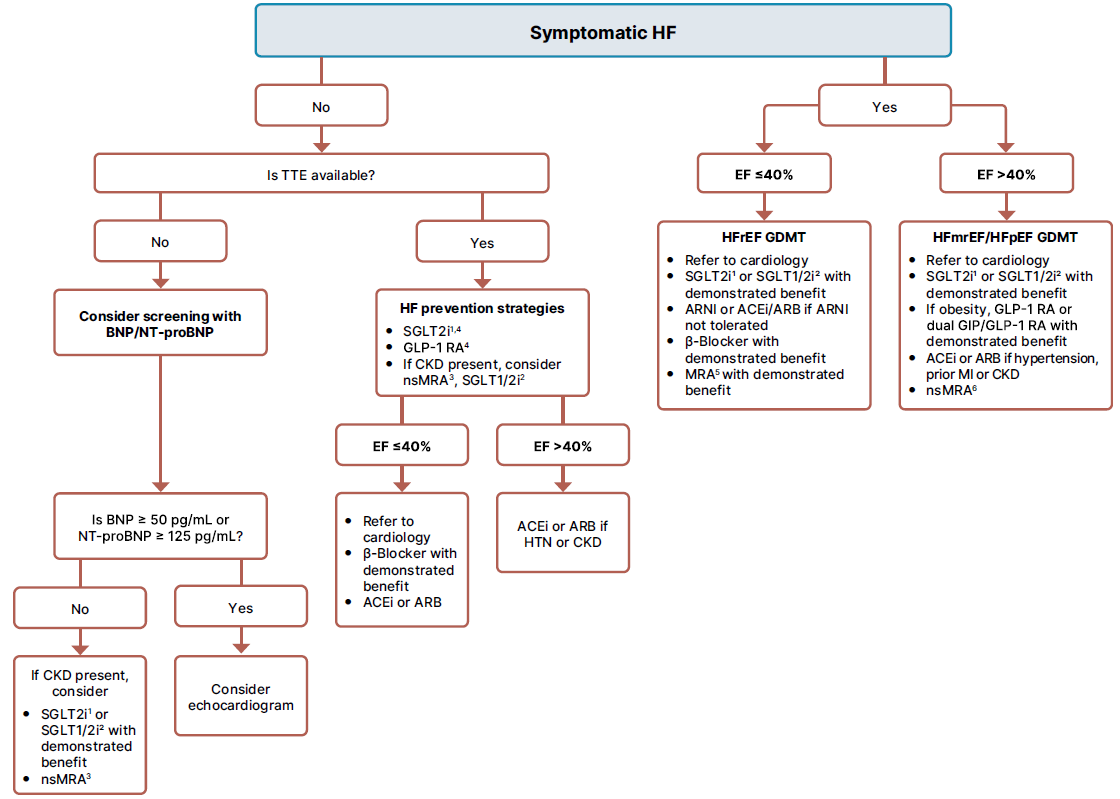 Symptomatic HF
No
Yes
Is TTE available?
EF ≤40%
EF >40%
No
Yes
HFrEF GDMT
• Refer to cardiology
• SGLT2i¹ or SGLT1/2i² with
demonstrated benefit
• ARNI or ACEi/ARB if ARNI
not tolerated
• β-Blocker with
demonstrated benefit
• MRA⁵ with demonstrated
benefit
HFmrEF/HFpEF GDMT
• Refer to cardiology
• SGLT2i¹ or SGLT1/2i² with
demonstrated benefit
• If obesity, GLP-1 RA or
dual GIP/GLP-1 RA with
demonstrated benefit
• ACEi or ARB if hypertension,
prior MI or CKD
• nsMRA⁶
Consider screening with
BNP/NT-proBNP
HF prevention strategies
• SGLT2i¹,⁴
• GLP-1 RA⁴
• If CKD present, consider
nsMRA³, SGLT1/2i²
EF ≤40%
EF >40%
Is BNP ≥ 50 pg/mL or
NT-proBNP ≥ 125 pg/mL?
• Refer to
cardiology
• β-Blocker with
demonstrated
benefit
• ACEi or ARB
ACEi or ARB if
HTN or CKD
No
Yes
If CKD present,
consider
• SGLT2i¹ or
SGLT1/2i² with
demonstrated
benefit
• nsMRA³
Consider
echocardiogram